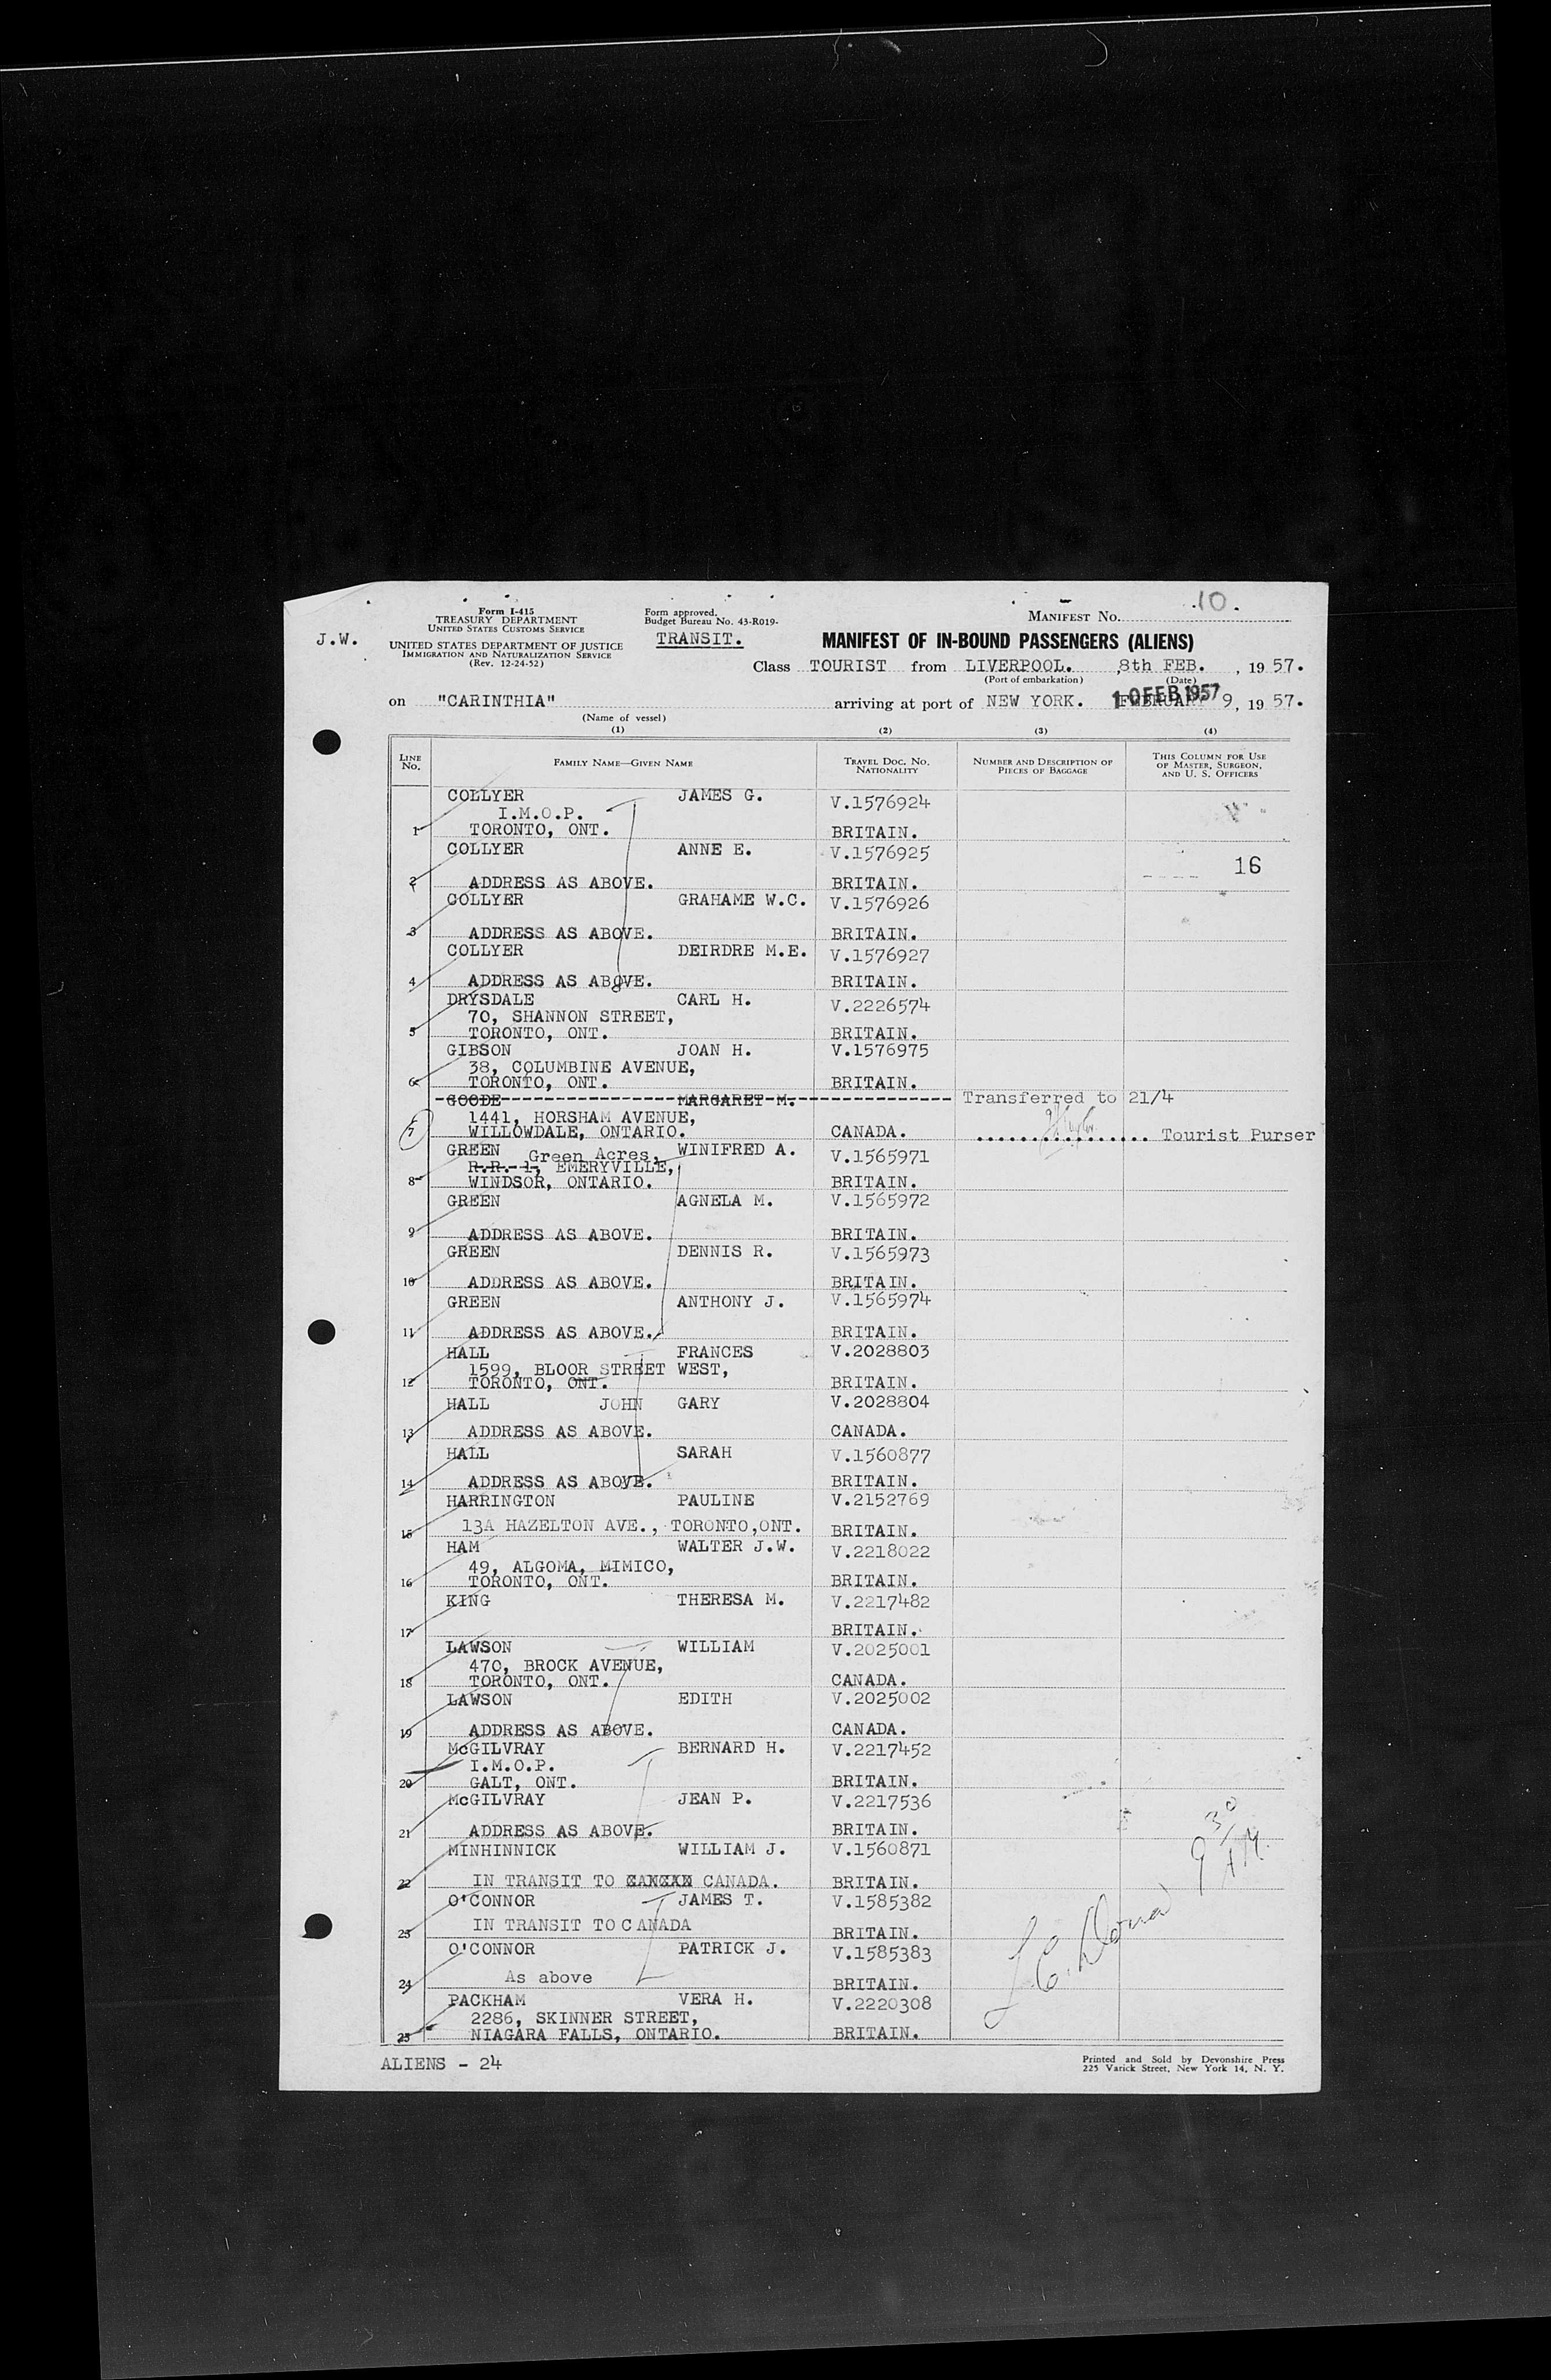 10.
Form I-415
TREASURY DEPARTMENT
UNITED STATES CUSTOMS SERVICE
Form approved.
Budget Bureau No. 43-R019-
MANIFEST No.
J.W.
UNITED STATES DEPARTMENT OF JUSTICE
IMMIGRATION AND NATURALIZATION SERVICE
(Rev. 12-24-52)
TRANSIT.
MANIFEST OF IN-BOUND PASSENGERS (ALIENS)
Class TOURIST from LIVERPOOL. ,8th FEB. , 19 57.
(Port of embarkation) (Date)
on "CARINTHIA" arriving at port of NEW YORK. FEBRUARY 9, 19 57.
10 FEB 1957
(Name of vessel)
(1) (2) (3) (4)
LINE No. FAMILY NAME—GIVEN NAME TRAVEL DOC. NO. NATIONALITY NUMBER AND DESCRIPTION OF PIECES OF BAGGAGE THIS COLUMN FOR USE OF MASTER, SURGEON, AND U. S. OFFICERS
COLLYER JAMES G. V.1576924
I.M.O.P.
1 TORONTO, ONT. BRITAIN.
COLLYER ANNE E. V.1576925
16
2 ADDRESS AS ABOVE. BRITAIN.
COLLYER GRAHAME W.C. V.1576926
3 ADDRESS AS ABOVE. BRITAIN.
COLLYER DEIRDRE M.E. V.1576927
4 ADDRESS AS ABOVE. BRITAIN.
DRYSDALE CARL H. V.2226574
70, SHANNON STREET,
5 TORONTO, ONT. BRITAIN.
GIBSON JOAN H. V.1576975
38, COLUMBINE AVENUE,
6 TORONTO, ONT. BRITAIN.
GOODE MARGARET M. Transferred to 21/4
1441, HORSHAM AVENUE,
7 WILLOWDALE, ONTARIO. CANADA. Tourist Purser
GREEN Green Acres, WINIFRED A. V.1565971
R.R. 1, EMERYVILLE,
8 WINDSOR, ONTARIO. BRITAIN.
GREEN AGNELA M. V.1565972
9 ADDRESS AS ABOVE. BRITAIN.
GREEN DENNIS R. V.1565973
10 ADDRESS AS ABOVE. BRITAIN.
GREEN ANTHONY J. V.1565974
11 ADDRESS AS ABOVE. BRITAIN.
HALL FRANCES V.2028803
1599, BLOOR STREET WEST,
12 TORONTO, ONT. BRITAIN.
HALL JOHN GARY V.2028804
13 ADDRESS AS ABOVE. CANADA.
HALL SARAH V.1560877
14 ADDRESS AS ABOVE. BRITAIN.
HARRINGTON PAULINE V.2152769
15 13A HAZELTON AVE., TORONTO,ONT. BRITAIN.
HAM WALTER J.W. V.2218022
49, ALGOMA, MIMICO,
16 TORONTO, ONT. BRITAIN.
KING THERESA M. V.2217482
17 BRITAIN.
LAWSON WILLIAM V.2025001
470, BROCK AVENUE,
18 TORONTO, ONT. CANADA.
LAWSON EDITH V.2025002
19 ADDRESS AS ABOVE. CANADA.
McGILVRAY BERNARD H. V.2217452
I.M.O.P.
20 GALT, ONT. BRITAIN.
McGILVRAY JEAN P. V.2217536
21 ADDRESS AS ABOVE. BRITAIN.
MINHINNICK WILLIAM J. V.1560871
9 30 AM.
22 IN TRANSIT TO CANADA. BRITAIN.
O'CONNOR JAMES T. V.1585382
23 IN TRANSIT TO CANADA BRITAIN.
O'CONNOR PATRICK J. V.1585383
24 As above BRITAIN.
PACKHAM VERA H. V.2220308
2286, SKINNER STREET,
25 NIAGARA FALLS, ONTARIO. BRITAIN.
ALIENS - 24
Printed and Sold by Devonshire Press
225 Varick Street, New York 14, N. Y.